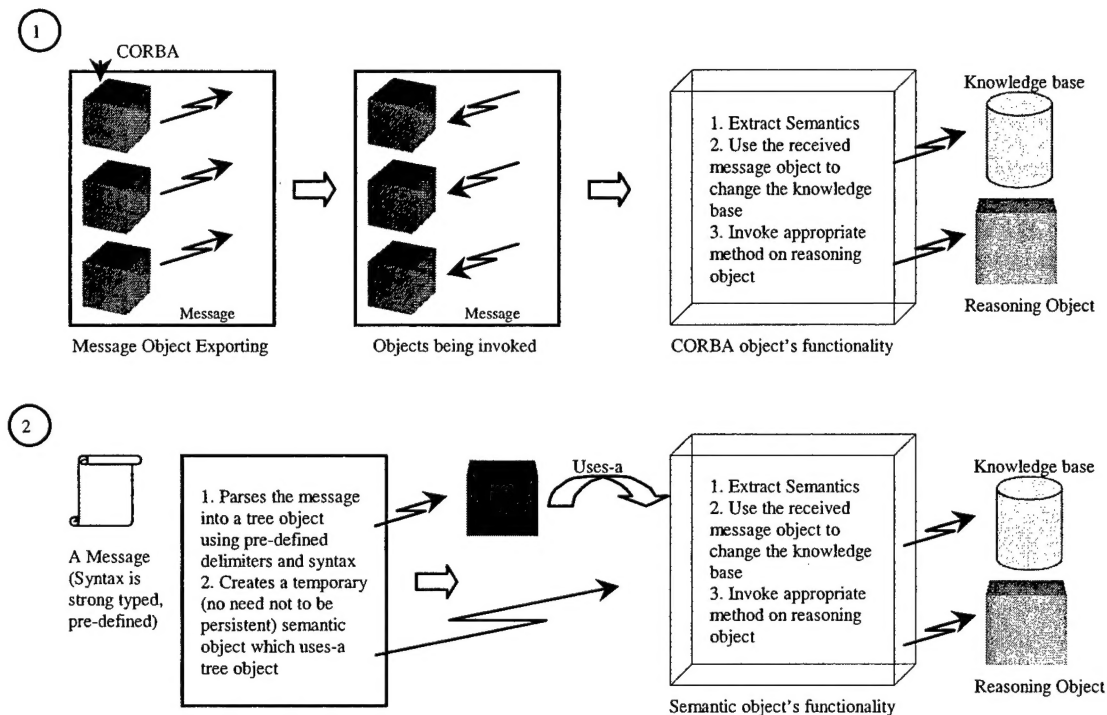 1
CORBA
Message
Message Object Exporting
Message
Objects being invoked
1. Extract Semantics
2. Use the received
message object to
change the knowledge
base
3. Invoke appropriate
method on reasoning
object
CORBA object's functionality
Knowledge base
Reasoning Object
2
A Message
(Syntax is
strong typed,
pre-defined)
1. Parses the message
into a tree object
using pre-defined
delimiters and syntax
2. Creates a temporary
(no need not to be
persistent) semantic
object which uses-a
tree object
Uses-a
1. Extract Semantics
2. Use the received
message object to
change the knowledge
base
3. Invoke appropriate
method on reasoning
object
Semantic object's functionality
Knowledge base
Reasoning Object